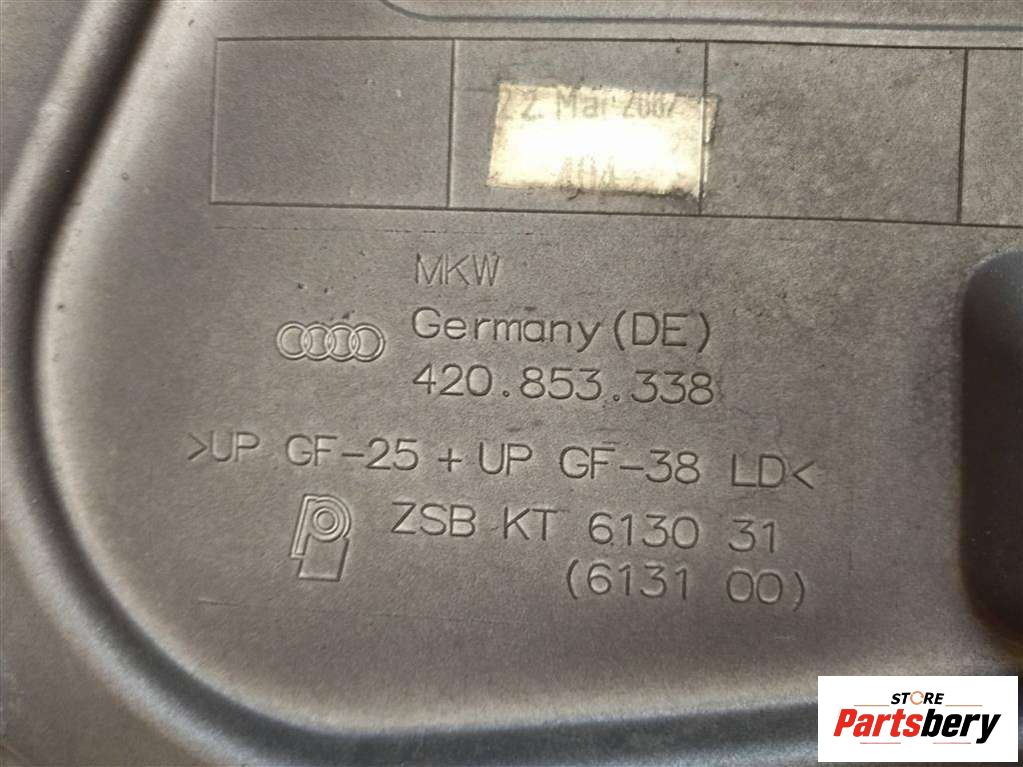 22. Mar 2007
404
MKW
Germany (DE)
420.853.338
>UP GF-25 + UP GF-38 LD<
ZSB KT 6130 31
(6131 00)
STORE
Partsbery